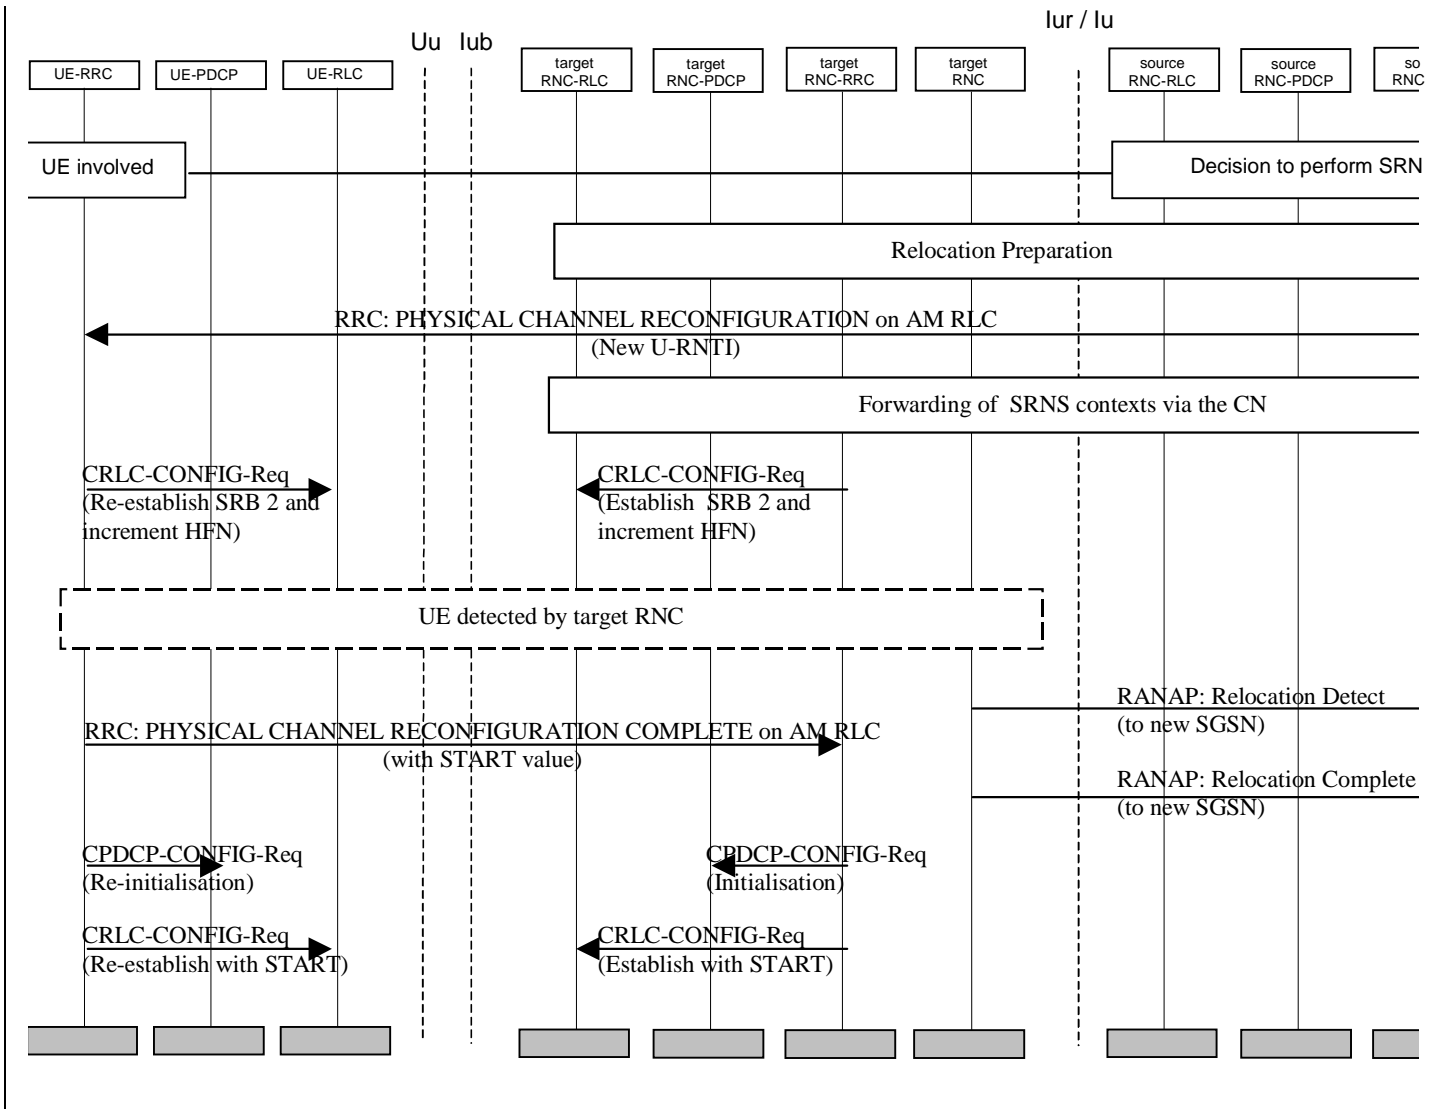 Iur / Iu
Uu Iub
UE-RRC
UE-PDCP
UE-RLC
target
RNC-RLC
target
RNC-PDCP
target
RNC-RRC
target
RNC
source
RNC-RLC
source
RNC-PDCP
so
RNC
UE involved
Decision to perform SRN
Relocation Preparation
RRC: PHYSICAL CHANNEL RECONFIGURATION on AM RLC
(New U-RNTI)
Forwarding of SRNS contexts via the CN
CRLC-CONFIG-Req
(Re-establish SRB 2 and
increment HFN)
CRLC-CONFIG-Req
(Establish SRB 2 and
increment HFN)
UE detected by target RNC
RANAP: Relocation Detect
(to new SGSN)
RRC: PHYSICAL CHANNEL RECONFIGURATION COMPLETE on AM RLC
(with START value)
RANAP: Relocation Complete
(to new SGSN)
CPDCP-CONFIG-Req
(Re-initialisation)
CPDCP-CONFIG-Req
(Initialisation)
CRLC-CONFIG-Req
(Re-establish with START)
CRLC-CONFIG-Req
(Establish with START)